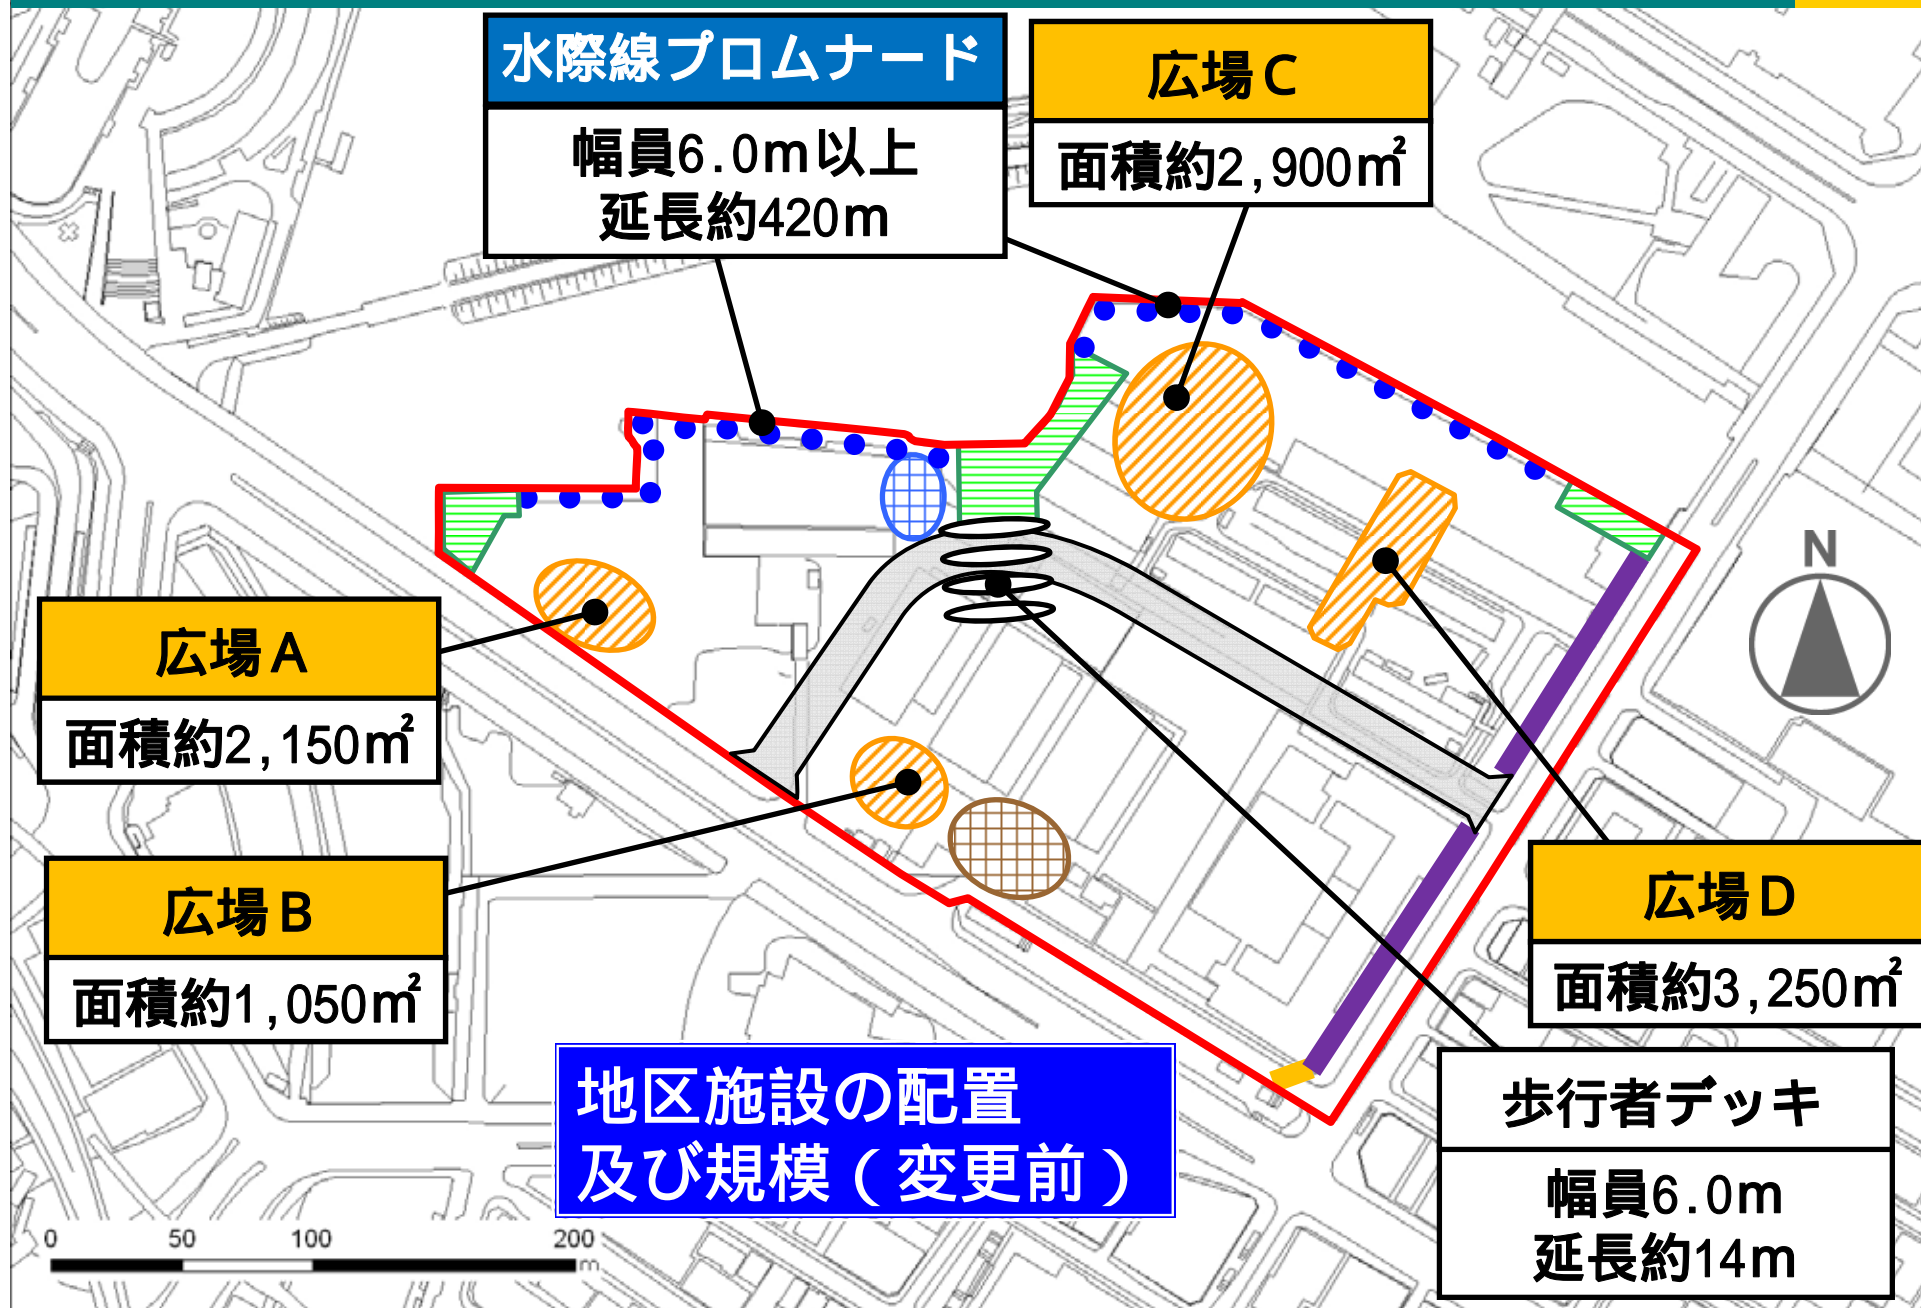 水際線プロムナード
幅員6.0m以上
延長約420m
広場C
面積約2,900㎡
広場A
面積約2,150㎡
広場B
面積約1,050㎡
N
広場D
面積約3,250㎡
歩行者デッキ
幅員6.0m
延長約14m
地区施設の配置
及び規模(変更前)
0 50 100 200
m